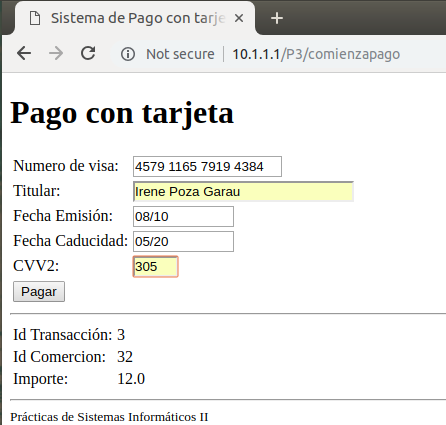 Sistema de Pago con tarje
Not secure 10.1.1.1/P3/comienzapago
Pago con tarjeta
Numero de visa: 4579 1165 7919 4384
Titular: Irene Poza Garau
Fecha Emisión: 08/10
Fecha Caducidad: 05/20
CVV2: 305
Pagar
Id Transacción: 3
Id Comercion: 32
Importe: 12.0
Prácticas de Sistemas Informáticos II